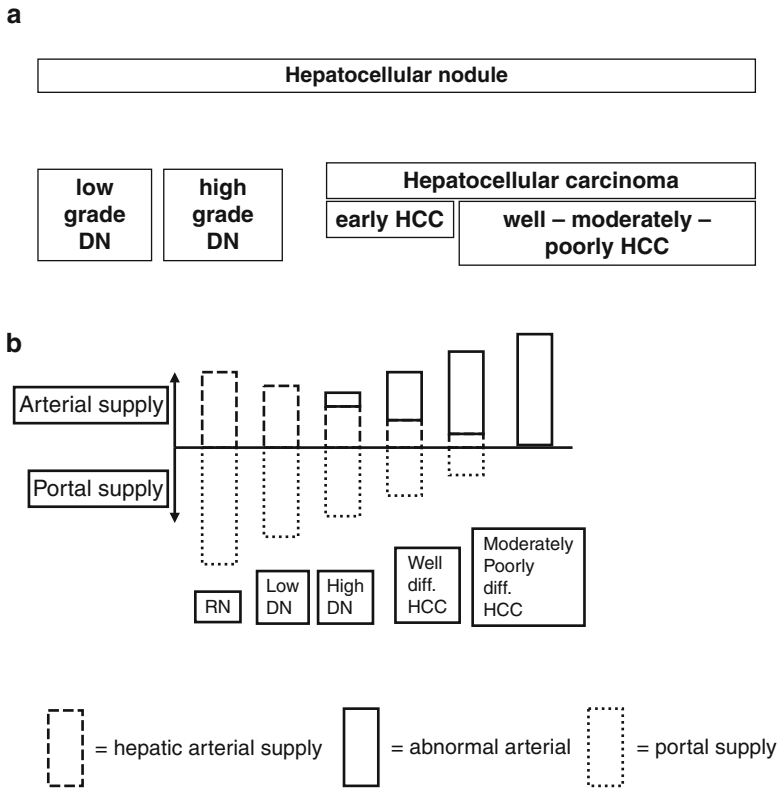 a
Hepatocellular nodule
low
grade
DN
high
grade
DN
Hepatocellular carcinoma
early HCC
well – moderately –
poorly HCC
b
Arterial supply
Portal supply
RN
Low
DN
High
DN
Well
diff.
HCC
Moderately
Poorly
diff.
HCC
= hepatic arterial supply
= abnormal arterial
= portal supply